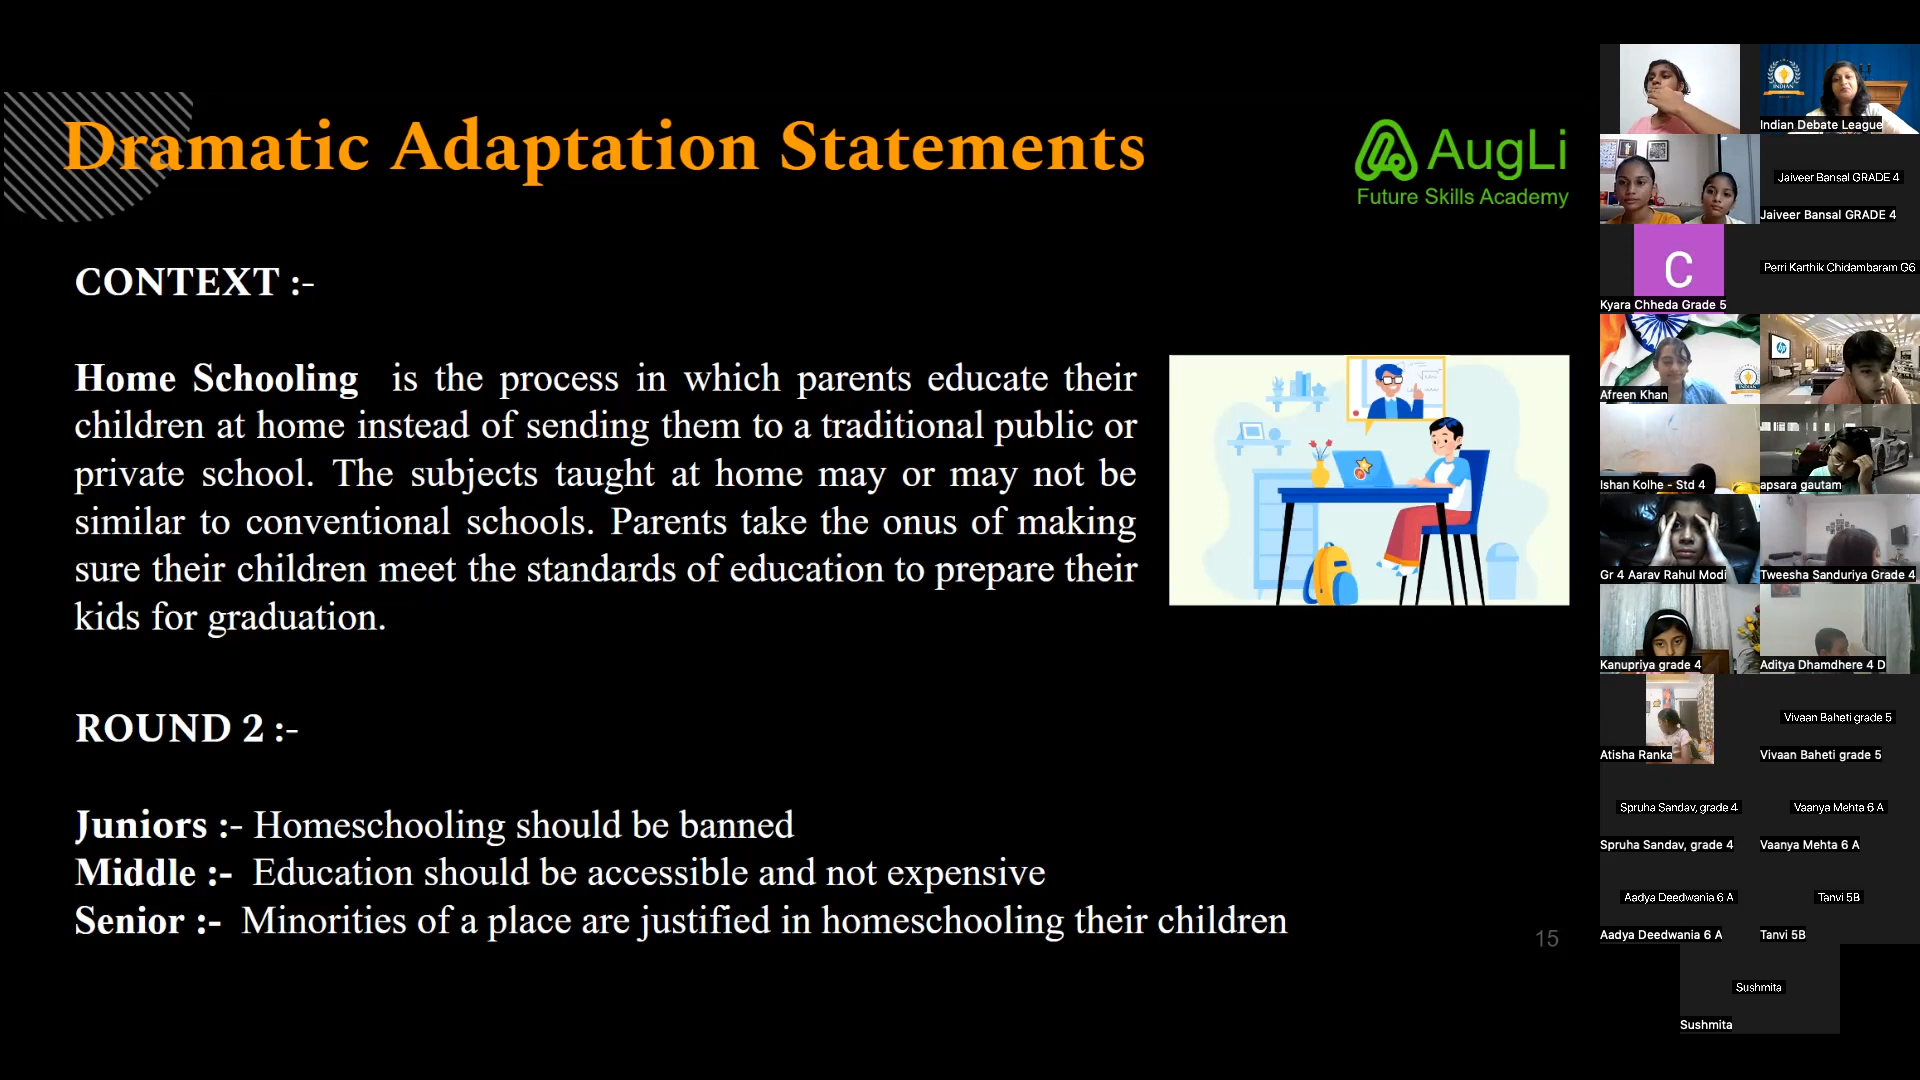 Dramatic Adaptation Statements
AugLi
Future Skills Academy
CONTEXT :-
Home Schooling is the process in which parents educate their
children at home instead of sending them to a traditional public or
private school. The subjects taught at home may or may not be
similar to conventional schools. Parents take the onus of making
sure their children meet the standards of education to prepare their
kids for graduation.
ROUND 2 :-
Juniors :- Homeschooling should be banned
Middle :- Education should be accessible and not expensive
Senior :- Minorities of a place are justified in homeschooling their children
15
INDIAN
Indian Debate League
Jaiveer Bansal GRADE 4
Jaiveer Bansal GRADE 4
C
Kyara Chheda Grade 5
Perri Karthik Chidambaram G6
Afreen Khan
INDIAN
hp
Ishan Kolhe - Std 4
apsara gautam
Gr 4 Aarav Rahul Modi
Tweesha Sanduriya Grade 4
Kanupriya grade 4
Aditya Dhamdhere 4 D
Atisha Ranka
Vivaan Baheti grade 5
Vivaan Baheti grade 5
Spruha Sandav, grade 4
Spruha Sandav, grade 4
Vaanya Mehta 6 A
Vaanya Mehta 6 A
Aadya Deedwania 6 A
Aadya Deedwania 6 A
Tanvi 5B
Tanvi 5B
Sushmita
Sushmita